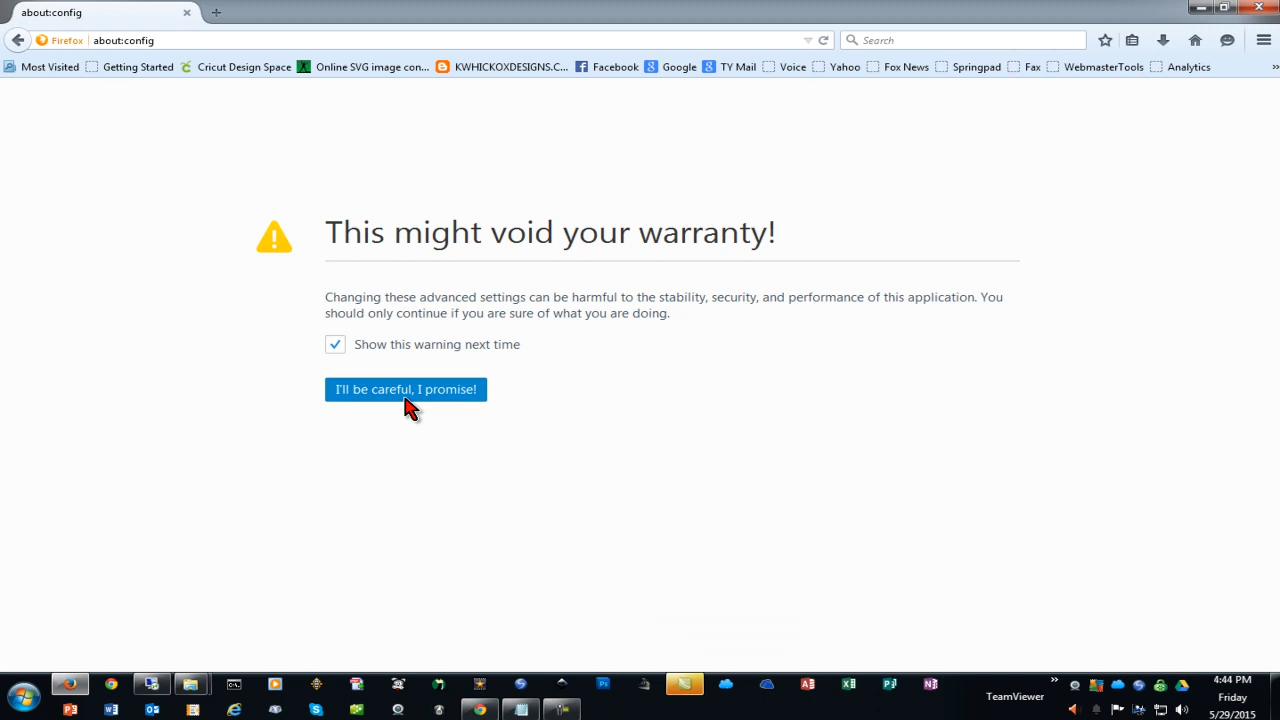 about:config
Firefox about:config Search
Most Visited Getting Started Cricut Design Space Online SVG image con... KWHICKOXDESIGNS.C... Facebook Google TY Mail Voice Yahoo Fox News Springpad Fax WebmasterTools Analytics »
This might void your warranty!
Changing these advanced settings can be harmful to the stability, security, and performance of this application. You
should only continue if you are sure of what you are doing.
Show this warning next time
I'll be careful, I promise!
TeamViewer
4:44 PM
Friday
5/29/2015